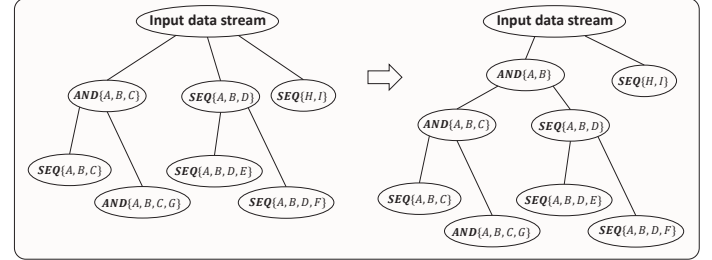 Input data stream
AND{A,B,C}
SEQ{A,B,D}
SEQ{H,I}
SEQ{A,B,C}
SEQ{A,B,D,E}
AND{A,B,C,G}
SEQ{A,B,D,F}
Input data stream
AND{A,B}
SEQ{H,I}
AND{A,B,C}
SEQ{A,B,D}
SEQ{A,B,C}
SEQ{A,B,D,E}
AND{A,B,C,G}
SEQ{A,B,D,F}